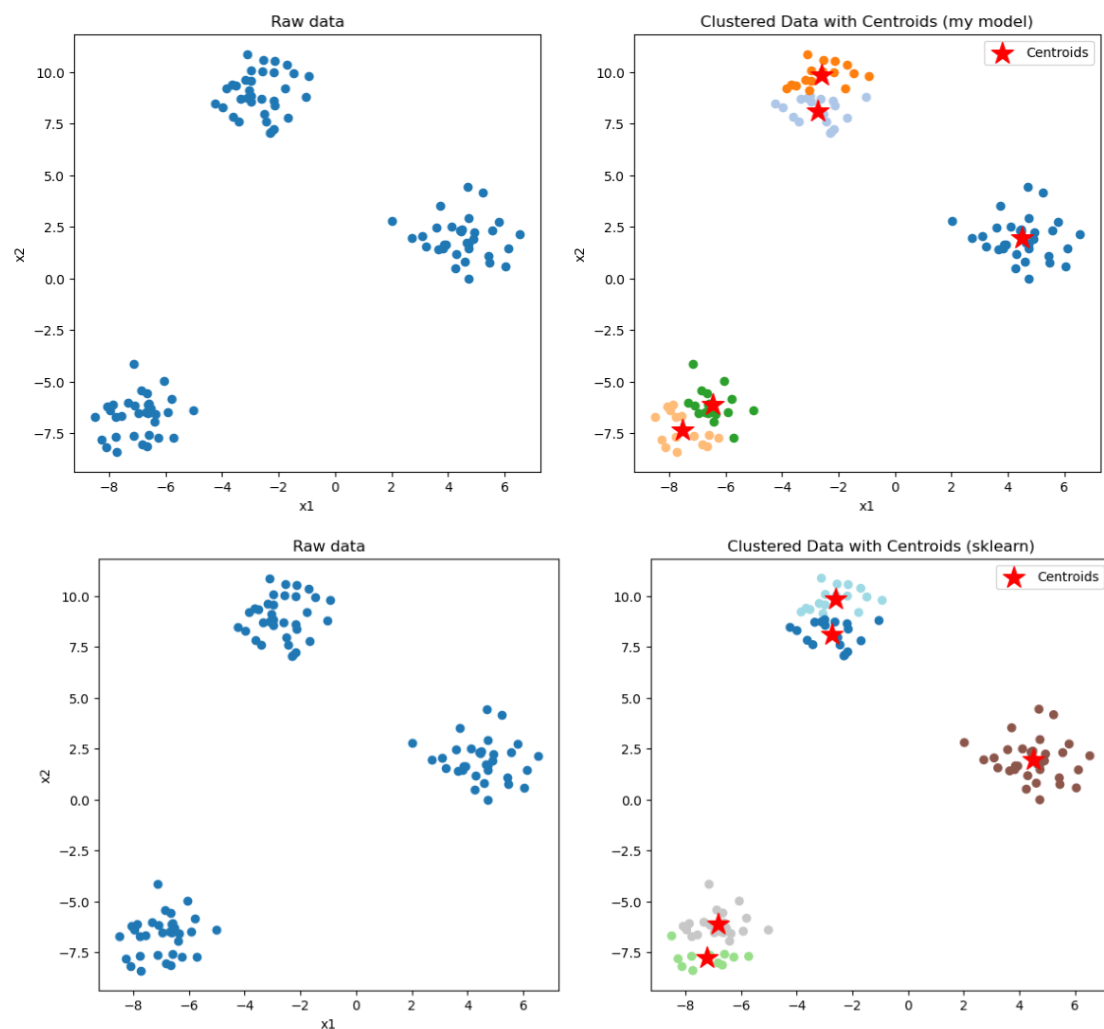 Raw data
10.0
7.5
5.0
2.5
0.0
−2.5
−5.0
−7.5
x2
−8 −6 −4 −2 0 2 4 6
x1
Clustered Data with Centroids (my model)
Centroids
10.0
7.5
5.0
2.5
0.0
−2.5
−5.0
−7.5
x2
−8 −6 −4 −2 0 2 4 6
x1
Raw data
10.0
7.5
5.0
2.5
0.0
−2.5
−5.0
−7.5
x2
−8 −6 −4 −2 0 2 4 6
x1
Clustered Data with Centroids (sklearn)
Centroids
10.0
7.5
5.0
2.5
0.0
−2.5
−5.0
−7.5
−8 −6 −4 −2 0 2 4 6